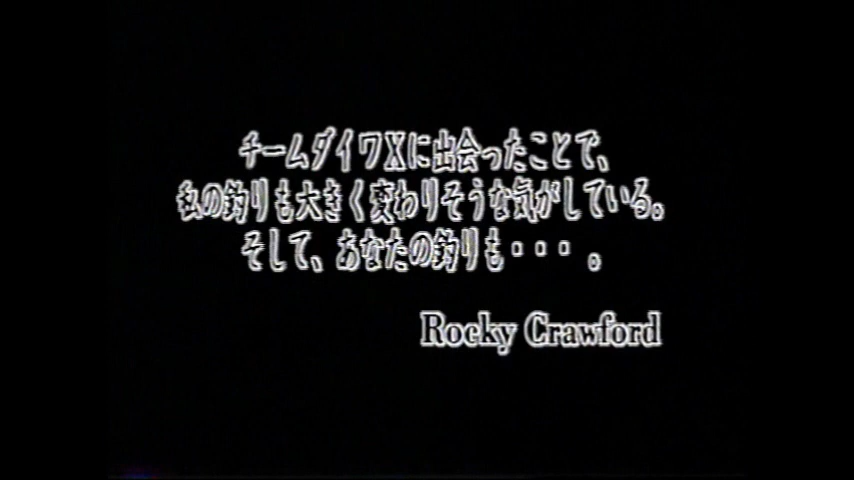 チームダイワXに出会ったことで、
私の釣りも大きく変わりそうな気がしている。
そして、あなたの釣りも・・・。
Rocky Crawford